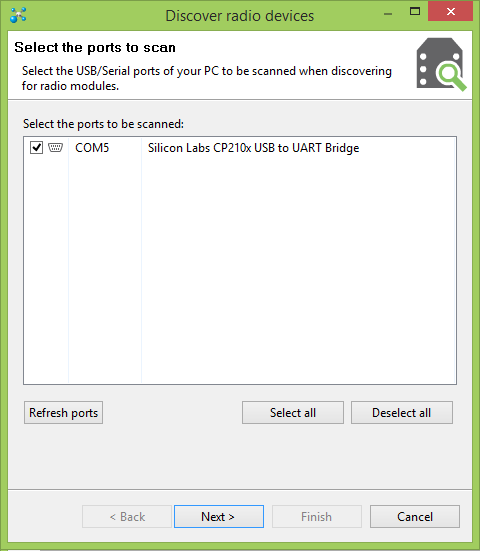 Discover radio devices
Select the ports to scan
Select the USB/Serial ports of your PC to be scanned when discovering
for radio modules.
Select the ports to be scanned:
COM5 Silicon Labs CP210x USB to UART Bridge
Refresh ports Select all Deselect all
< Back Next > Finish Cancel